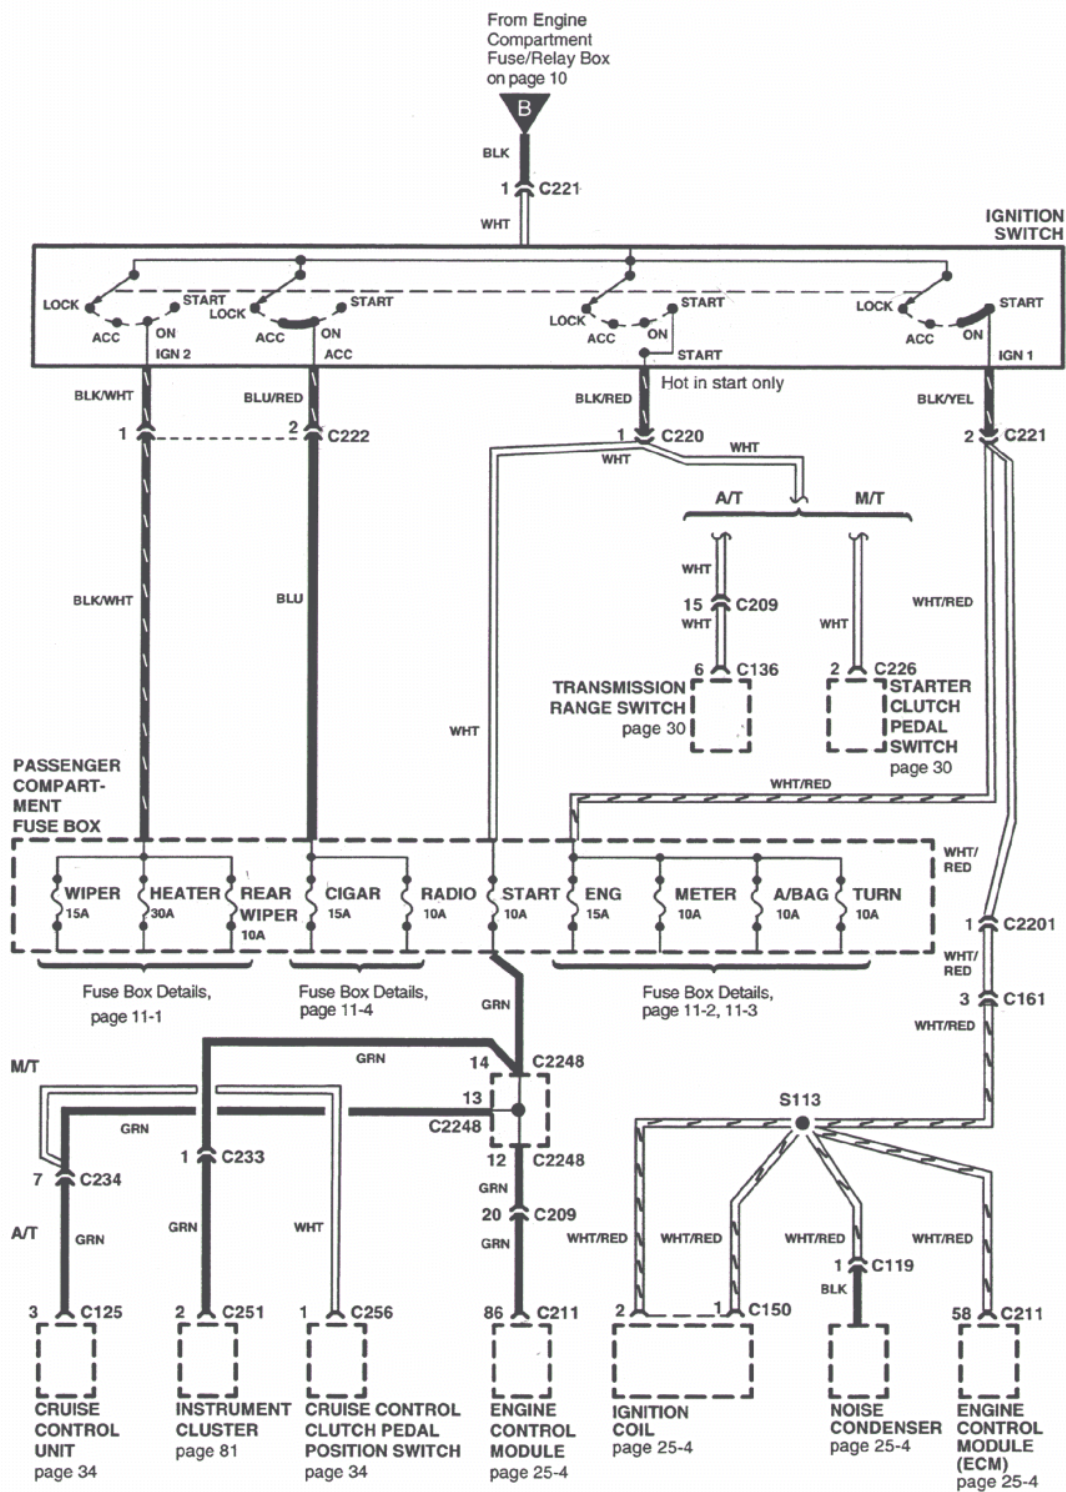 From Engine
Compartment
Fuse/Relay Box
on page 10
B
BLK
1 C221
WHT
IGNITION
SWITCH
LOCK START LOCK START LOCK START LOCK START
ACC ON ACC ON ACC ON ACC ON
IGN 2 ACC START IGN 1
Hot in start only
BLK/WHT BLU/RED BLK/RED BLK/YEL
1 2 C222 1 C220 2 C221
WHT WHT
A/T M/T
WHT
BLK/WHT BLU 15 C209 WHT/RED
WHT WHT
6 C136 2 C226
TRANSMISSION
RANGE SWITCH
page 30
STARTER
CLUTCH
PEDAL
SWITCH
page 30
WHT
WHT/RED
PASSENGER
COMPART-
MENT
FUSE BOX
WHT/
RED
WIPER
15A
HEATER
30A
REAR
WIPER
10A
CIGAR
15A
RADIO
10A
START
10A
ENG
15A
METER
10A
A/BAG
10A
TURN
10A
1 C2201
WHT/
RED
Fuse Box Details,
page 11-1
Fuse Box Details,
page 11-4
Fuse Box Details,
page 11-2, 11-3
GRN
3 C161
WHT/RED
M/T
GRN
14 C2248
13
C2248
GRN
S113
1 C233
12 C2248
7 C234
GRN
20 C209
A/T
GRN GRN WHT GRN WHT/RED WHT/RED WHT/RED WHT/RED
1 C119
BLK
3 C125 2 C251 1 C256 86 C211 2 1 C150 58 C211
CRUISE
CONTROL
UNIT
page 34
INSTRUMENT
CLUSTER
page 81
CRUISE CONTROL
CLUTCH PEDAL
POSITION SWITCH
page 34
ENGINE
CONTROL
MODULE
page 25-4
IGNITION
COIL
page 25-4
NOISE
CONDENSER
page 25-4
ENGINE
CONTROL
MODULE
(ECM)
page 25-4